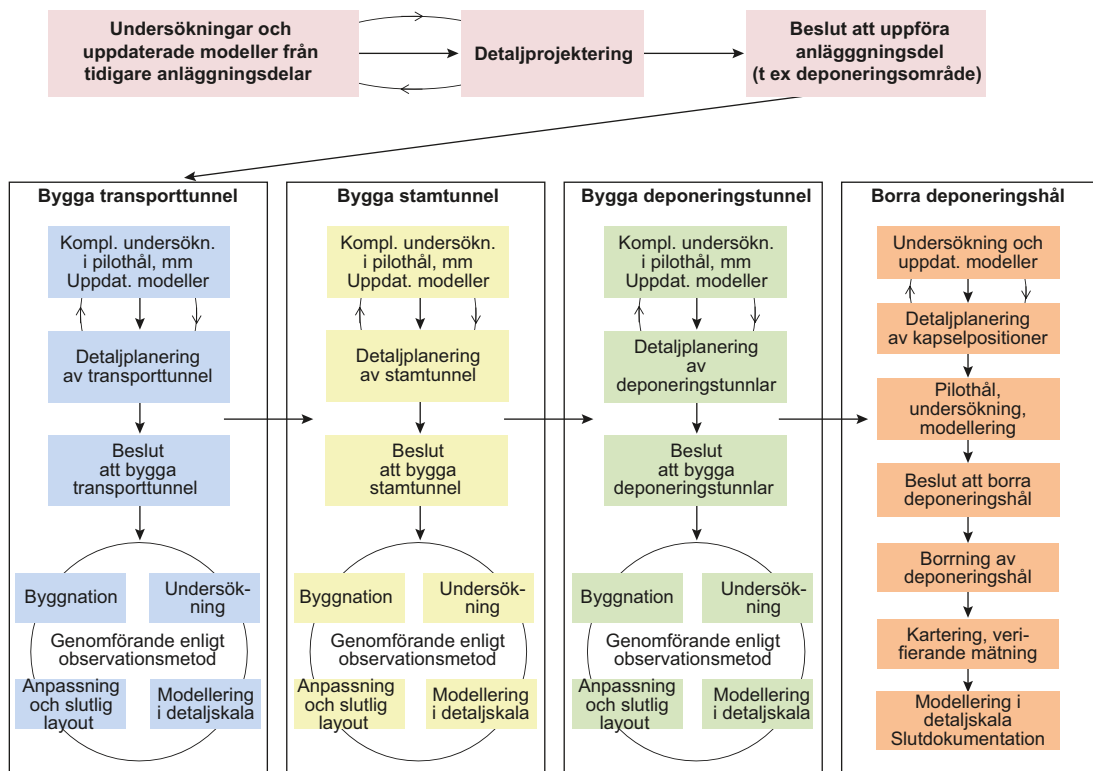 Undersökningar och
uppdaterade modeller från
tidigare anläggningsdelar
Detaljprojektering
Beslut att uppföra
anläggggningsdel
(t ex deponeringsområde)
Bygga transporttunnel
Kompl. undersökn.
i pilothål, mm
Uppdat. modeller
Detaljplanering
av transporttunnel
Beslut
att bygga
transporttunnel
Byggnation
Undersök-
ning
Genomförande enligt
observationsmetod
Anpassning
och slutlig
layout
Modellering
i detaljskala
Bygga stamtunnel
Kompl. undersökn.
i pilothål, mm
Uppdat. modeller
Detaljplanering
av stamtunnel
Beslut
att bygga
stamtunnel
Byggnation
Undersök-
ning
Genomförande enligt
observationsmetod
Anpassning
och slutlig
layout
Modellering
i detaljskala
Bygga deponeringstunnel
Kompl. undersökn.
i pilothål, mm
Uppdat. modeller
Detaljplanering
av
deponeringstunnlar
Beslut
att bygga
deponeringstunnlar
Byggnation
Undersök-
ning
Genomförande enligt
observationsmetod
Anpassning
och slutlig
layout
Modellering
i detaljskala
Borra deponeringshål
Undersökning och
uppdat. modeller
Detaljplanering
av kapselpositioner
Pilothål,
undersökning,
modellering
Beslut att borra
deponeringshål
Borrning av
deponeringshål
Kartering, veri-
fierande mätning
Modellering i
detaljskala
Slutdokumentation